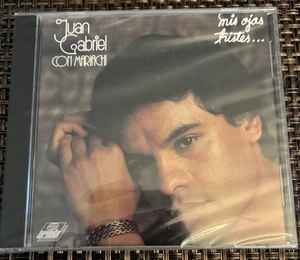 Juan
Gabriel
CON MARIACHI
mis ojos
tristes...